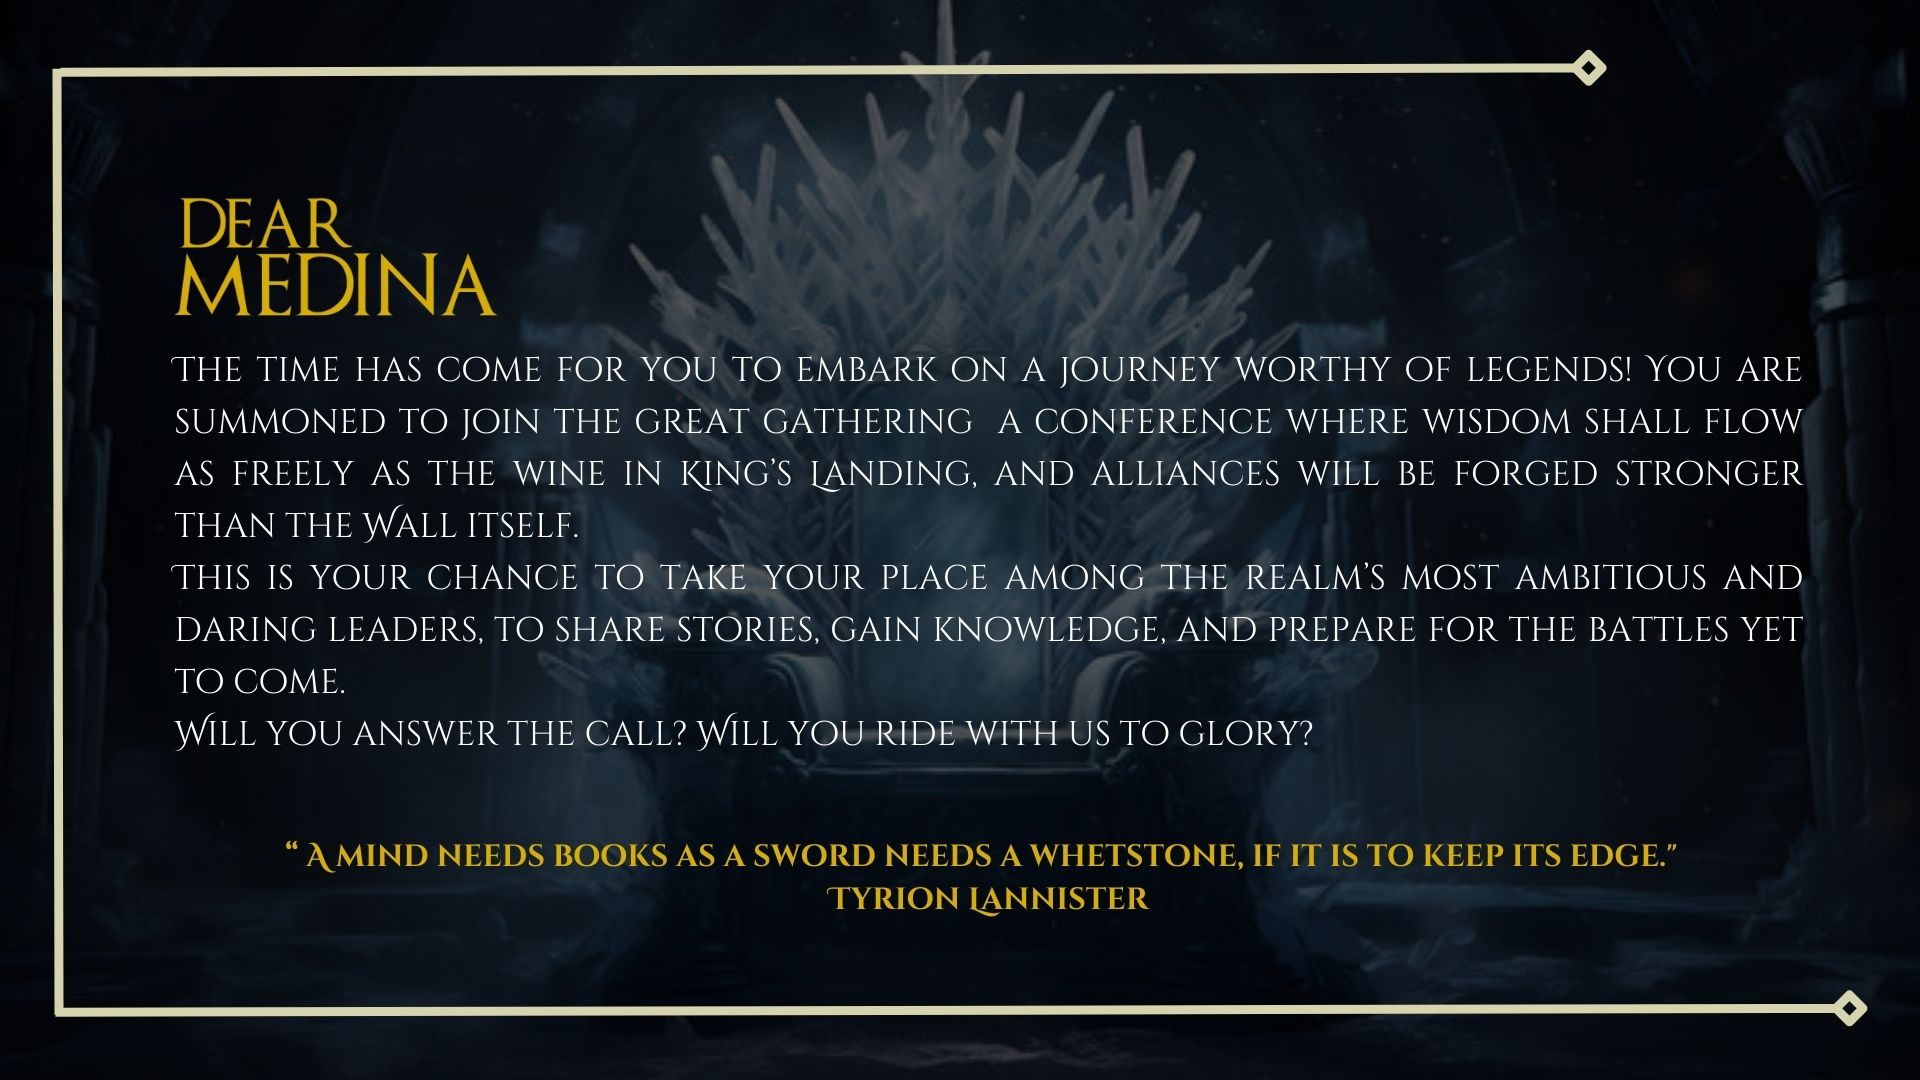 DEAR
MEDINA
The time has come for you to embark on a journey worthy of legends! You are
summoned to join the great gathering a conference where wisdom shall flow
as freely as the wine in King’s Landing, and alliances will be forged stronger
than the Wall itself.
This is your chance to take your place among the realm’s most ambitious and
daring leaders, to share stories, gain knowledge, and prepare for the battles yet
to come.
Will you answer the call? Will you ride with us to glory?
“ A mind needs books as a sword needs a whetstone, if it is to keep its edge."
Tyrion Lannister